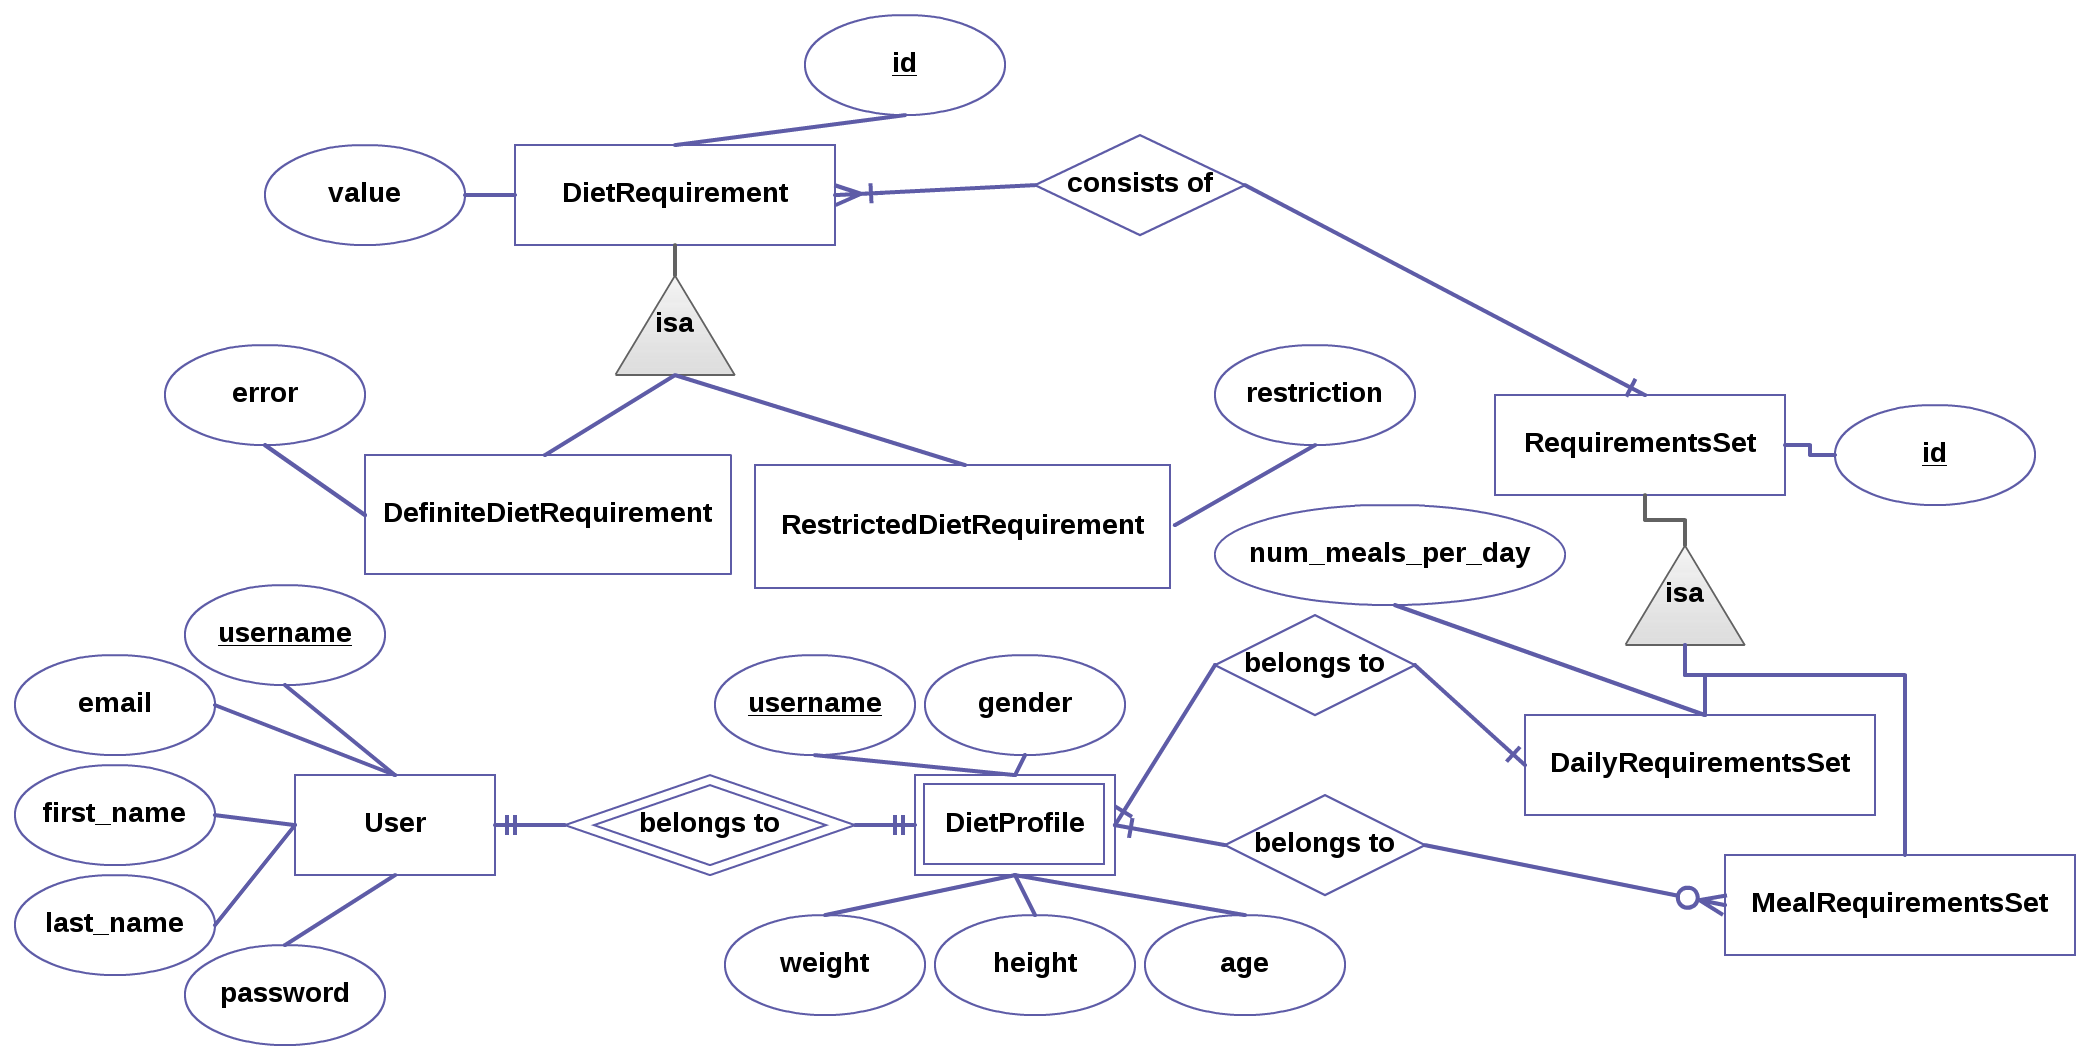 id
value
DietRequirement
consists of
isa
error
restriction
RequirementsSet
id
DefiniteDietRequirement
RestrictedDietRequirement
num_meals_per_day
isa
username
email
username
gender
belongs to
DailyRequirementsSet
first_name
User
belongs to
DietProfile
belongs to
MealRequirementsSet
last_name
password
weight
height
age